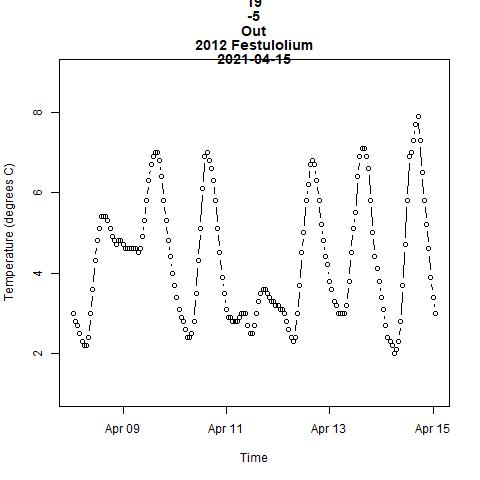 19
-5
Out
2012 Festulolium
2021-04-15
8
6
4
2
Temperature (degrees C)
Apr 09 Apr 11 Apr 13 Apr 15
Time